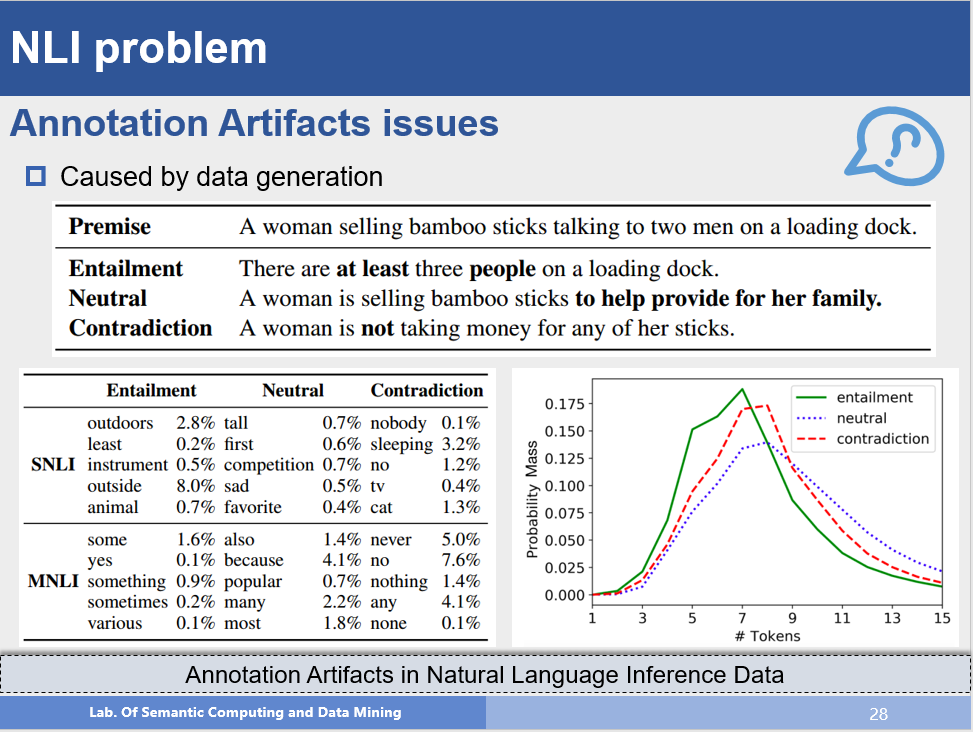 NLI problem
Annotation Artifacts issues
Caused by data generation
Premise A woman selling bamboo sticks talking to two men on a loading dock.
Entailment There are at least three people on a loading dock.
Neutral A woman is selling bamboo sticks to help provide for her family.
Contradiction A woman is not taking money for any of her sticks.
Entailment Neutral Contradiction
outdoors 2.8% tall 0.7% nobody 0.1%
least 0.2% first 0.6% sleeping 3.2%
SNLI instrument 0.5% competition 0.7% no 1.2%
outside 8.0% sad 0.5% tv 0.4%
animal 0.7% favorite 0.4% cat 1.3%
some 1.6% also 1.4% never 5.0%
yes 0.1% because 4.1% no 7.6%
MNLI something 0.9% popular 0.7% nothing 1.4%
sometimes 0.2% many 2.2% any 4.1%
various 0.1% most 1.8% none 0.1%
Probability Mass
0.175
0.150
0.125
0.100
0.075
0.050
0.025
0.000
entailment
neutral
contradiction
1 3 5 7 9 11 13 15
# Tokens
Annotation Artifacts in Natural Language Inference Data
Lab. Of Semantic Computing and Data Mining
28